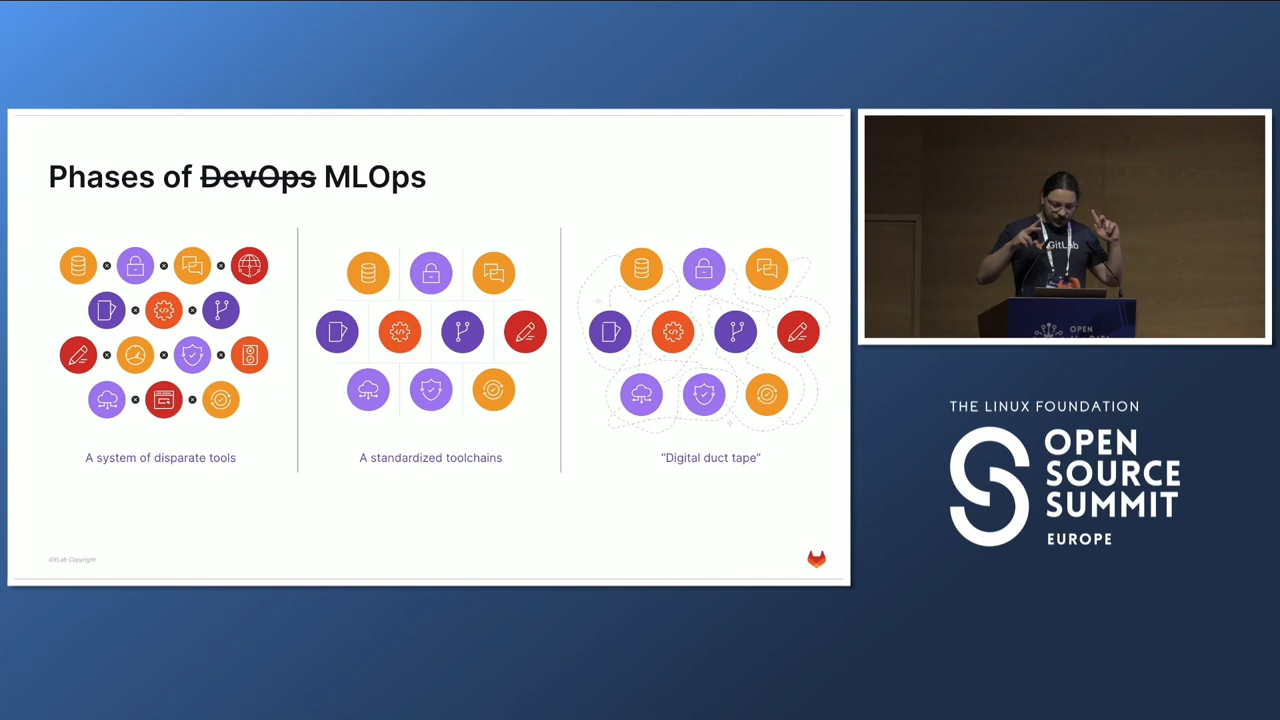 Phases of DevOps MLOps
A system of disparate tools
A standardized toolchains
“Digital duct tape”
GitLab Copyright
GitLab
OPEN
THE LINUX FOUNDATION
OPEN
SOURCE
SUMMIT
EUROPE